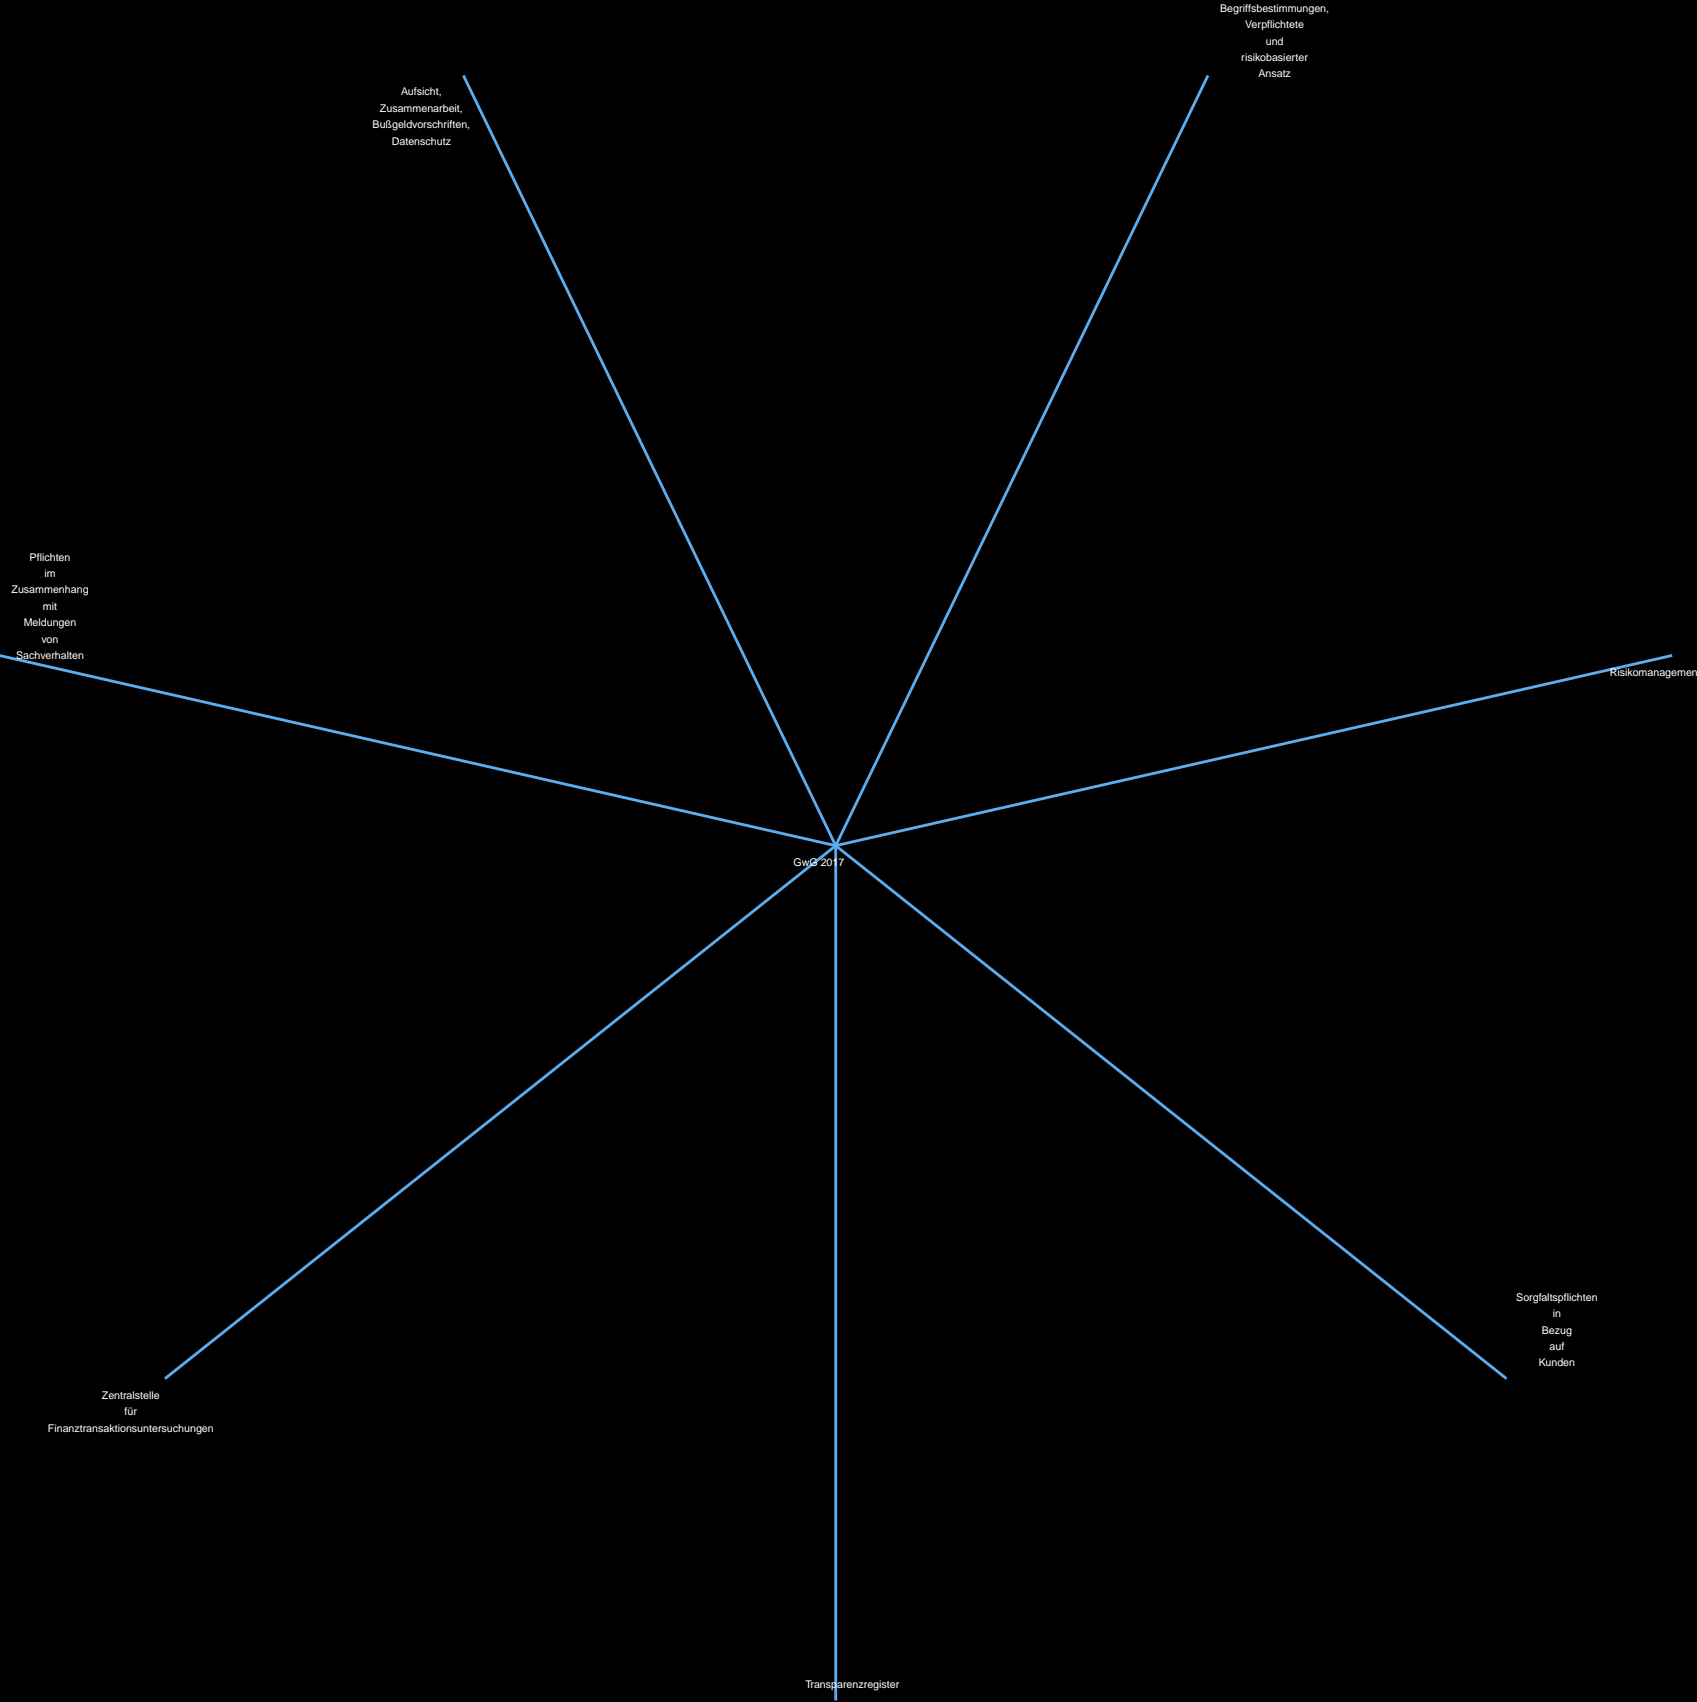 Begriffsbestimmungen,
Verpflichtete
und
risikobasierter
Ansatz
Aufsicht,
Zusammenarbeit,
Bußgeldvorschriften,
Datenschutz
Pflichten
im
Zusammenhang
mit
Meldungen
von
Sachverhalten
Risikomanagemen
GwG 2017
Sorgfaltspflichten
in
Bezug
auf
Kunden
Zentralstelle
für
Finanztransaktionsuntersuchungen
Transparenzregister